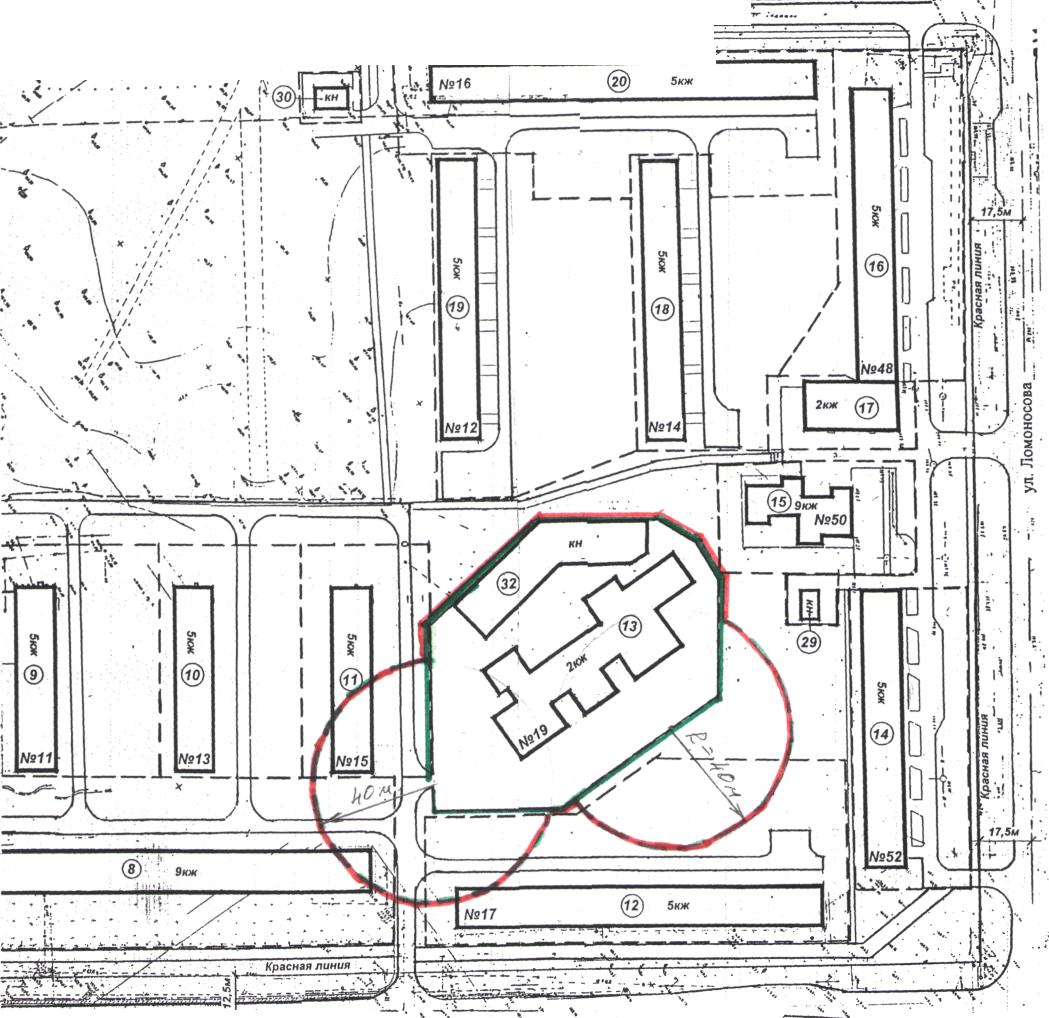 №16
20
5кж
30
кн
17,5м
Красная линия
ул. Ломоносова
5кж
19
№12
5кж
18
№14
5кж
16
№48
2кж
17
15
9кж
№50
кн
32
13
2кж
№19
кн
29
5кж
9
№11
5кж
10
№13
5кж
11
№15
5кж
14
№52
Красная линия
17,5м
40 м
R=40м
8
9кж
№17
12
5кж
Красная линия
12,5м